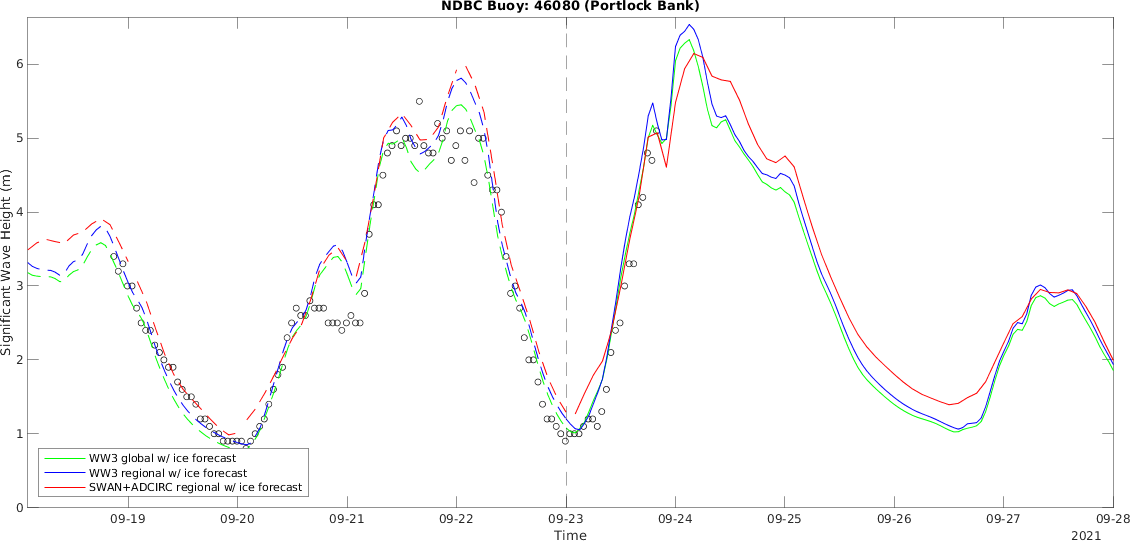 NDBC Buoy: 46080 (Portlock Bank)
Significant Wave Height (m)
6
5
4
3
2
1
0
WW3 global w/ ice forecast
WW3 regional w/ ice forecast
SWAN+ADCIRC regional w/ ice forecast
09-19 09-20 09-21 09-22 09-23 09-24 09-25 09-26 09-27 09-28
Time
2021